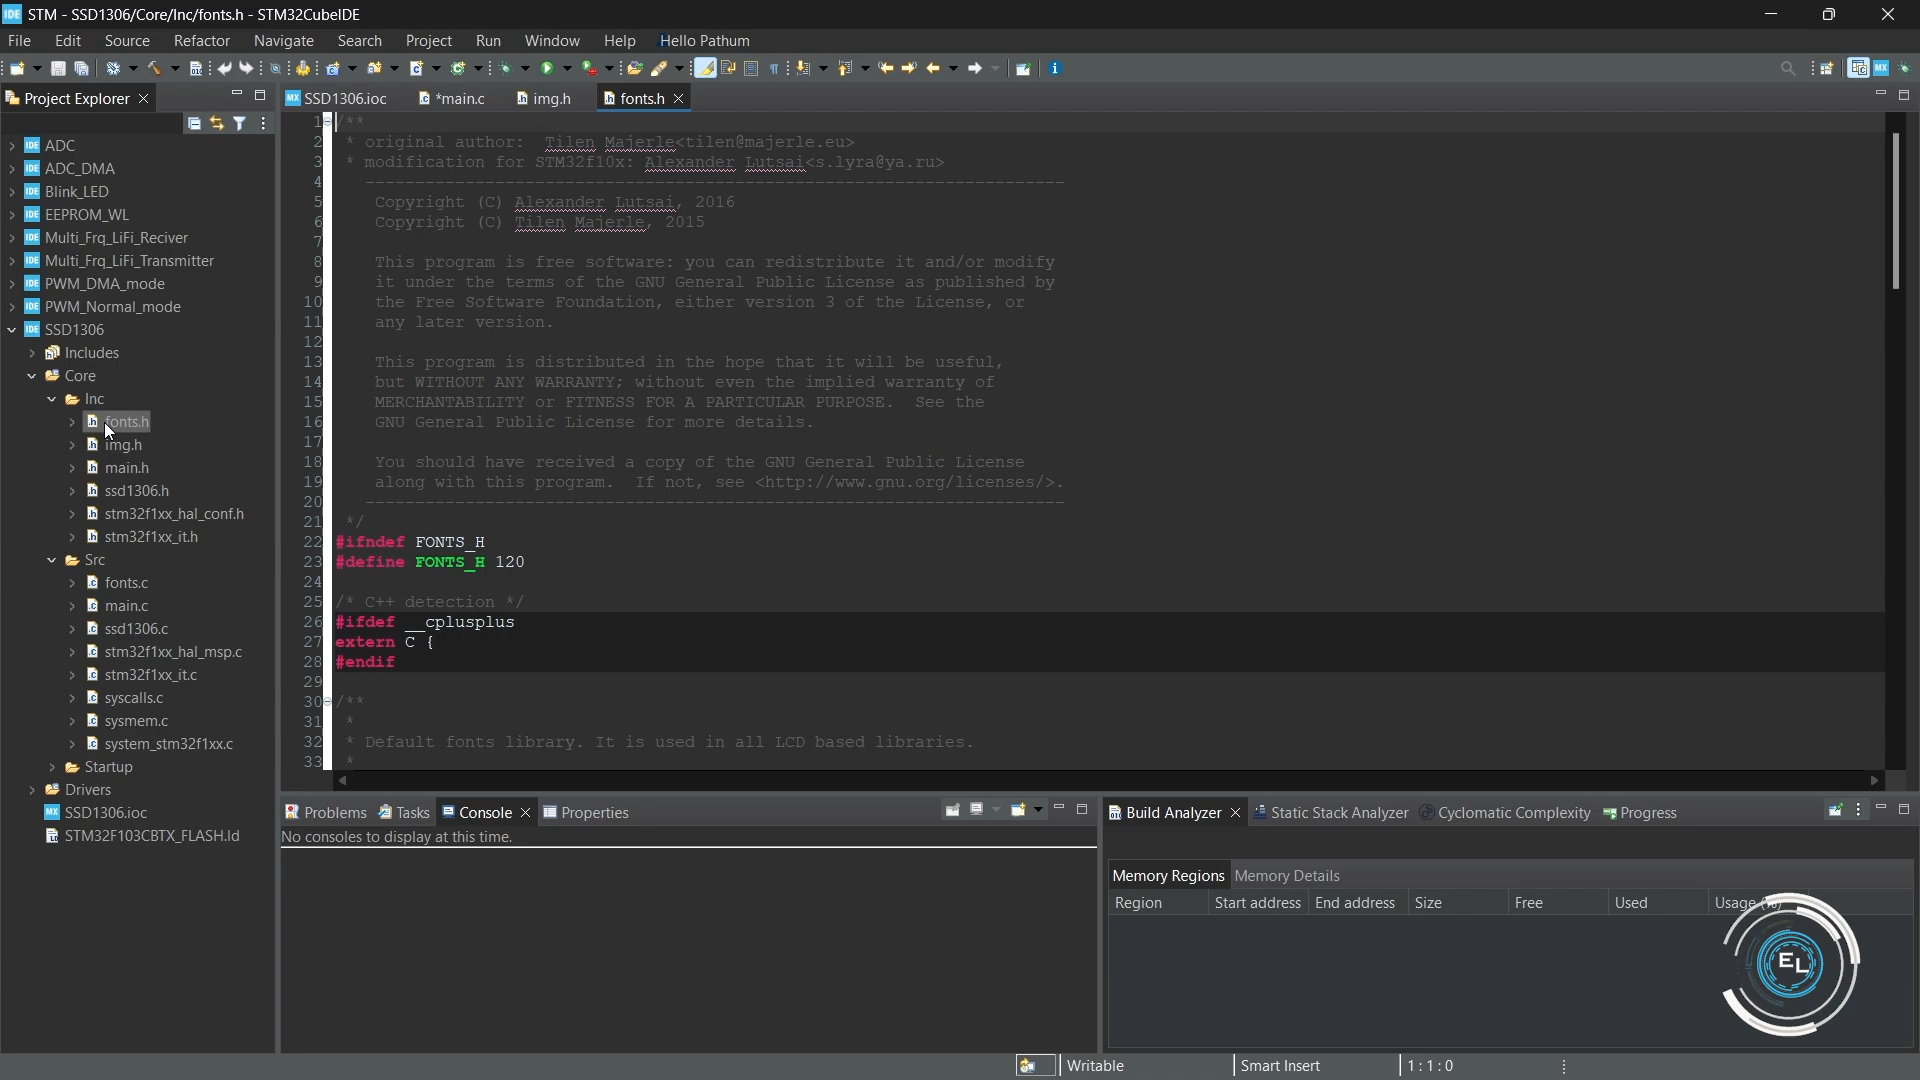 IDE STM - SSD1306/Core/Inc/fonts.h - STM32CubeIDE
File Edit Source Refactor Navigate Search Project Run Window Help Hello Pathum
Project Explorer
MX SSD1306.ioc *main.c img.h fonts.h
ADC
ADC_DMA
Blink_LED
EEPROM_WL
Multi_Frq_LiFi_Reciver
Multi_Frq_LiFi_Transmitter
PWM_DMA_mode
PWM_Normal_mode
SSD1306
Includes
Core
Inc
fonts.h
img.h
main.h
ssd1306.h
stm32f1xx_hal_conf.h
stm32f1xx_it.h
Src
fonts.c
main.c
ssd1306.c
stm32f1xx_hal_msp.c
stm32f1xx_it.c
syscalls.c
sysmem.c
system_stm32f1xx.c
Startup
Drivers
SSD1306.ioc
STM32F103CBTX_FLASH.ld
1 /**
2 * original author: Tilen Majerle<tilen@majerle.eu>
3 * modification for STM32f10x: Alexander Lutsai<s.lyra@ya.ru>
4 ----------------------------------------------------------------------
5 Copyright (C) Alexander Lutsai, 2016
6 Copyright (C) Tilen Majerle, 2015
7
8 This program is free software: you can redistribute it and/or modify
9 it under the terms of the GNU General Public License as published by
10 the Free Software Foundation, either version 3 of the License, or
11 any later version.
12
13 This program is distributed in the hope that it will be useful,
14 but WITHOUT ANY WARRANTY; without even the implied warranty of
15 MERCHANTABILITY or FITNESS FOR A PARTICULAR PURPOSE. See the
16 GNU General Public License for more details.
17
18 You should have received a copy of the GNU General Public License
19 along with this program. If not, see <http://www.gnu.org/licenses/>.
20 ----------------------------------------------------------------------
21 */
22 #ifndef FONTS_H
23 #define FONTS_H 120
24
25 /* C++ detection */
26 #ifdef __cplusplus
27 extern C {
28 #endif
29
30 /**
31 *
32 * Default fonts library. It is used in all LCD based libraries.
33 *
Problems Tasks Console Properties
No consoles to display at this time.
Build Analyzer Static Stack Analyzer Cyclomatic Complexity Progress
Memory Regions Memory Details
Region Start address End address Size Free Used Usage (%)
EL
Writable Smart Insert 1 : 1 : 0